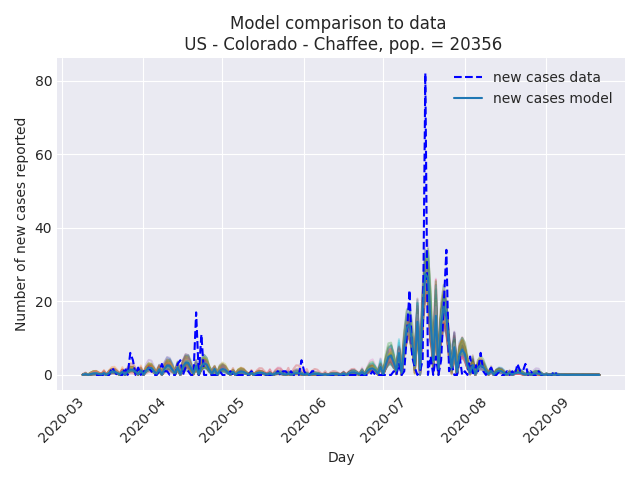 Model comparison to data
US - Colorado - Chaffee, pop. = 20356
new cases data
new cases model
Number of new cases reported
80
60
40
20
0
2020-03
2020-04
2020-05
2020-06
2020-07
2020-08
2020-09
Day